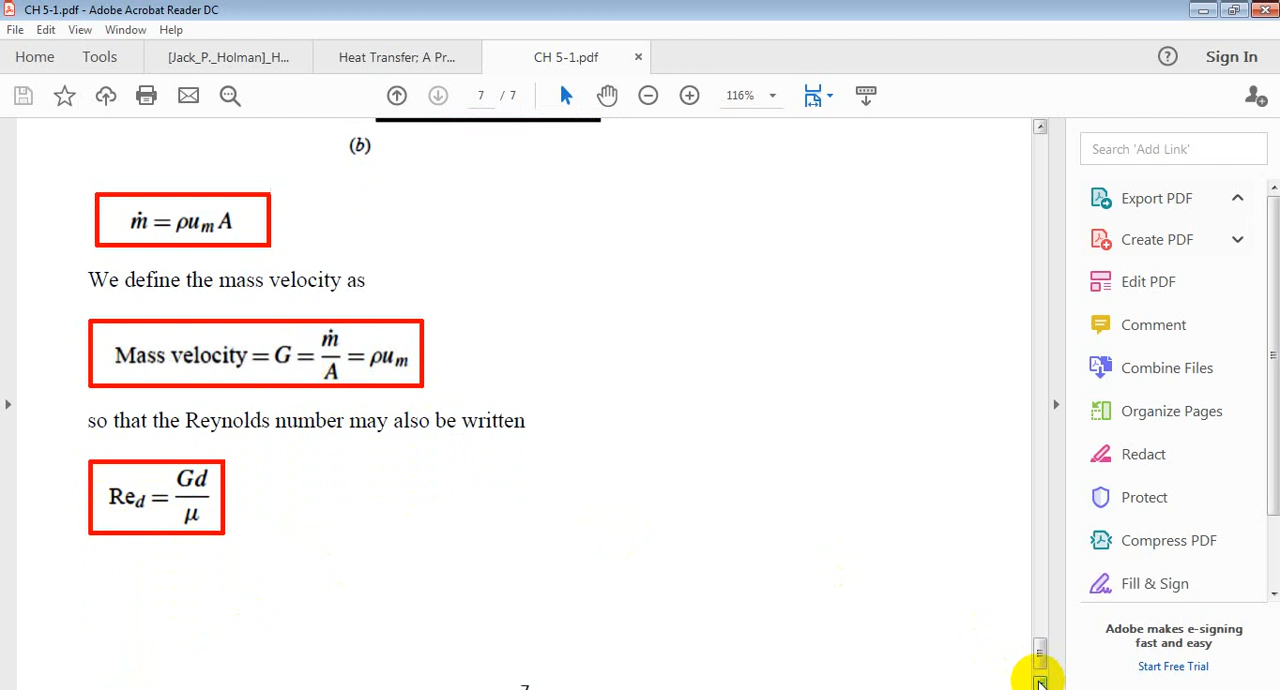 CH 5-1.pdf - Adobe Acrobat Reader DC
File Edit View Window Help
Home Tools [Jack_P._Holman]_H... Heat Transfer; A Pr... CH 5-1.pdf × ? Sign In
7 / 7 116%
(b)
ṁ = ρu_m A
We define the mass velocity as
Mass velocity = G = ṁ/A = ρu_m
so that the Reynolds number may also be written
Re_d = Gd/μ
Search 'Add Link'
Export PDF
Create PDF
Edit PDF
Comment
Combine Files
Organize Pages
Redact
Protect
Compress PDF
Fill & Sign
Adobe makes e-signing
fast and easy
Start Free Trial